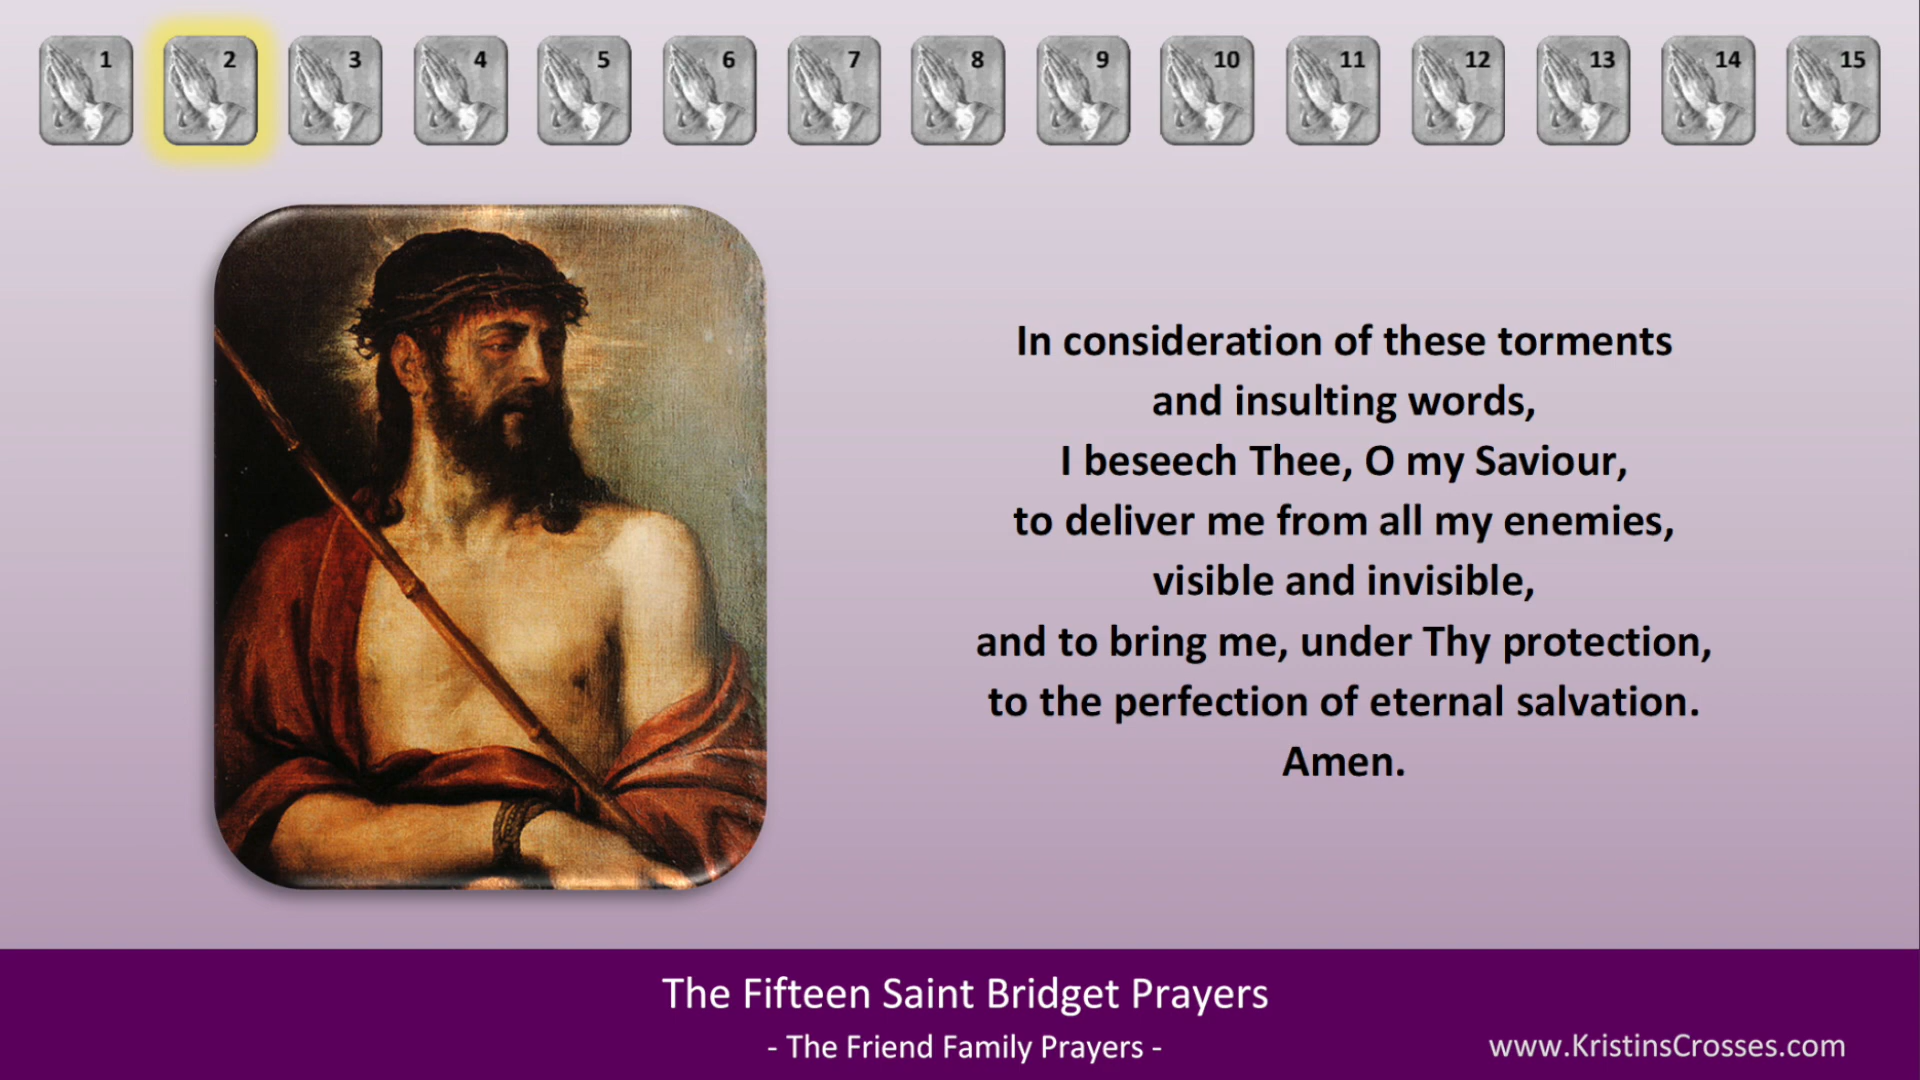 1 2 3 4 5 6 7 8 9 10 11 12 13 14 15
In consideration of these torments
and insulting words,
I beseech Thee, O my Saviour,
to deliver me from all my enemies,
visible and invisible,
and to bring me, under Thy protection,
to the perfection of eternal salvation.
Amen.
The Fifteen Saint Bridget Prayers
- The Friend Family Prayers -
www.KristinsCrosses.com